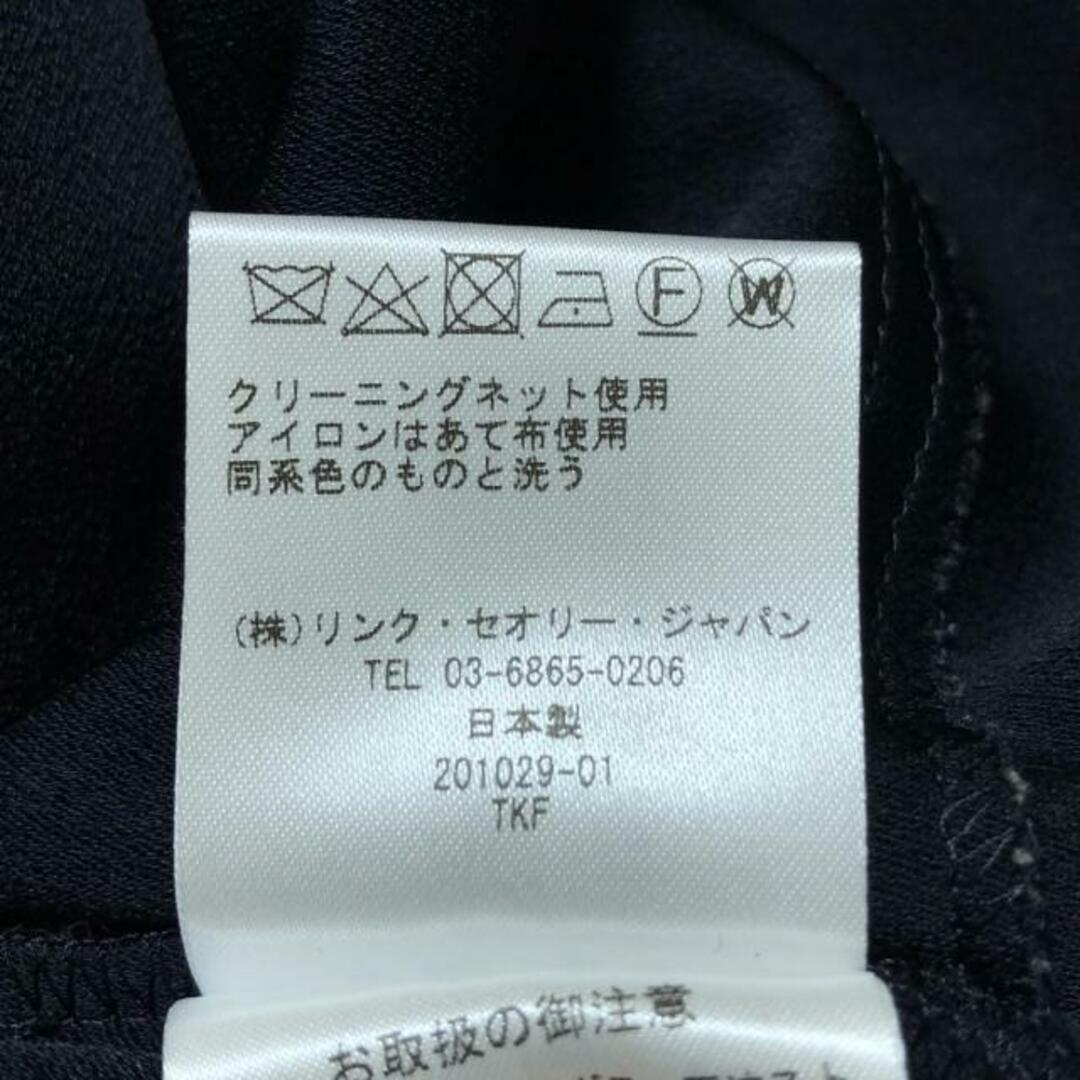 F W
クリーニングネット使用
アイロンはあて布使用
同系色のものと洗う
(株)リンク・セオリー・ジャパン
TEL 03-6865-0206
日本製
201029-01
TKF
お取扱の御注意